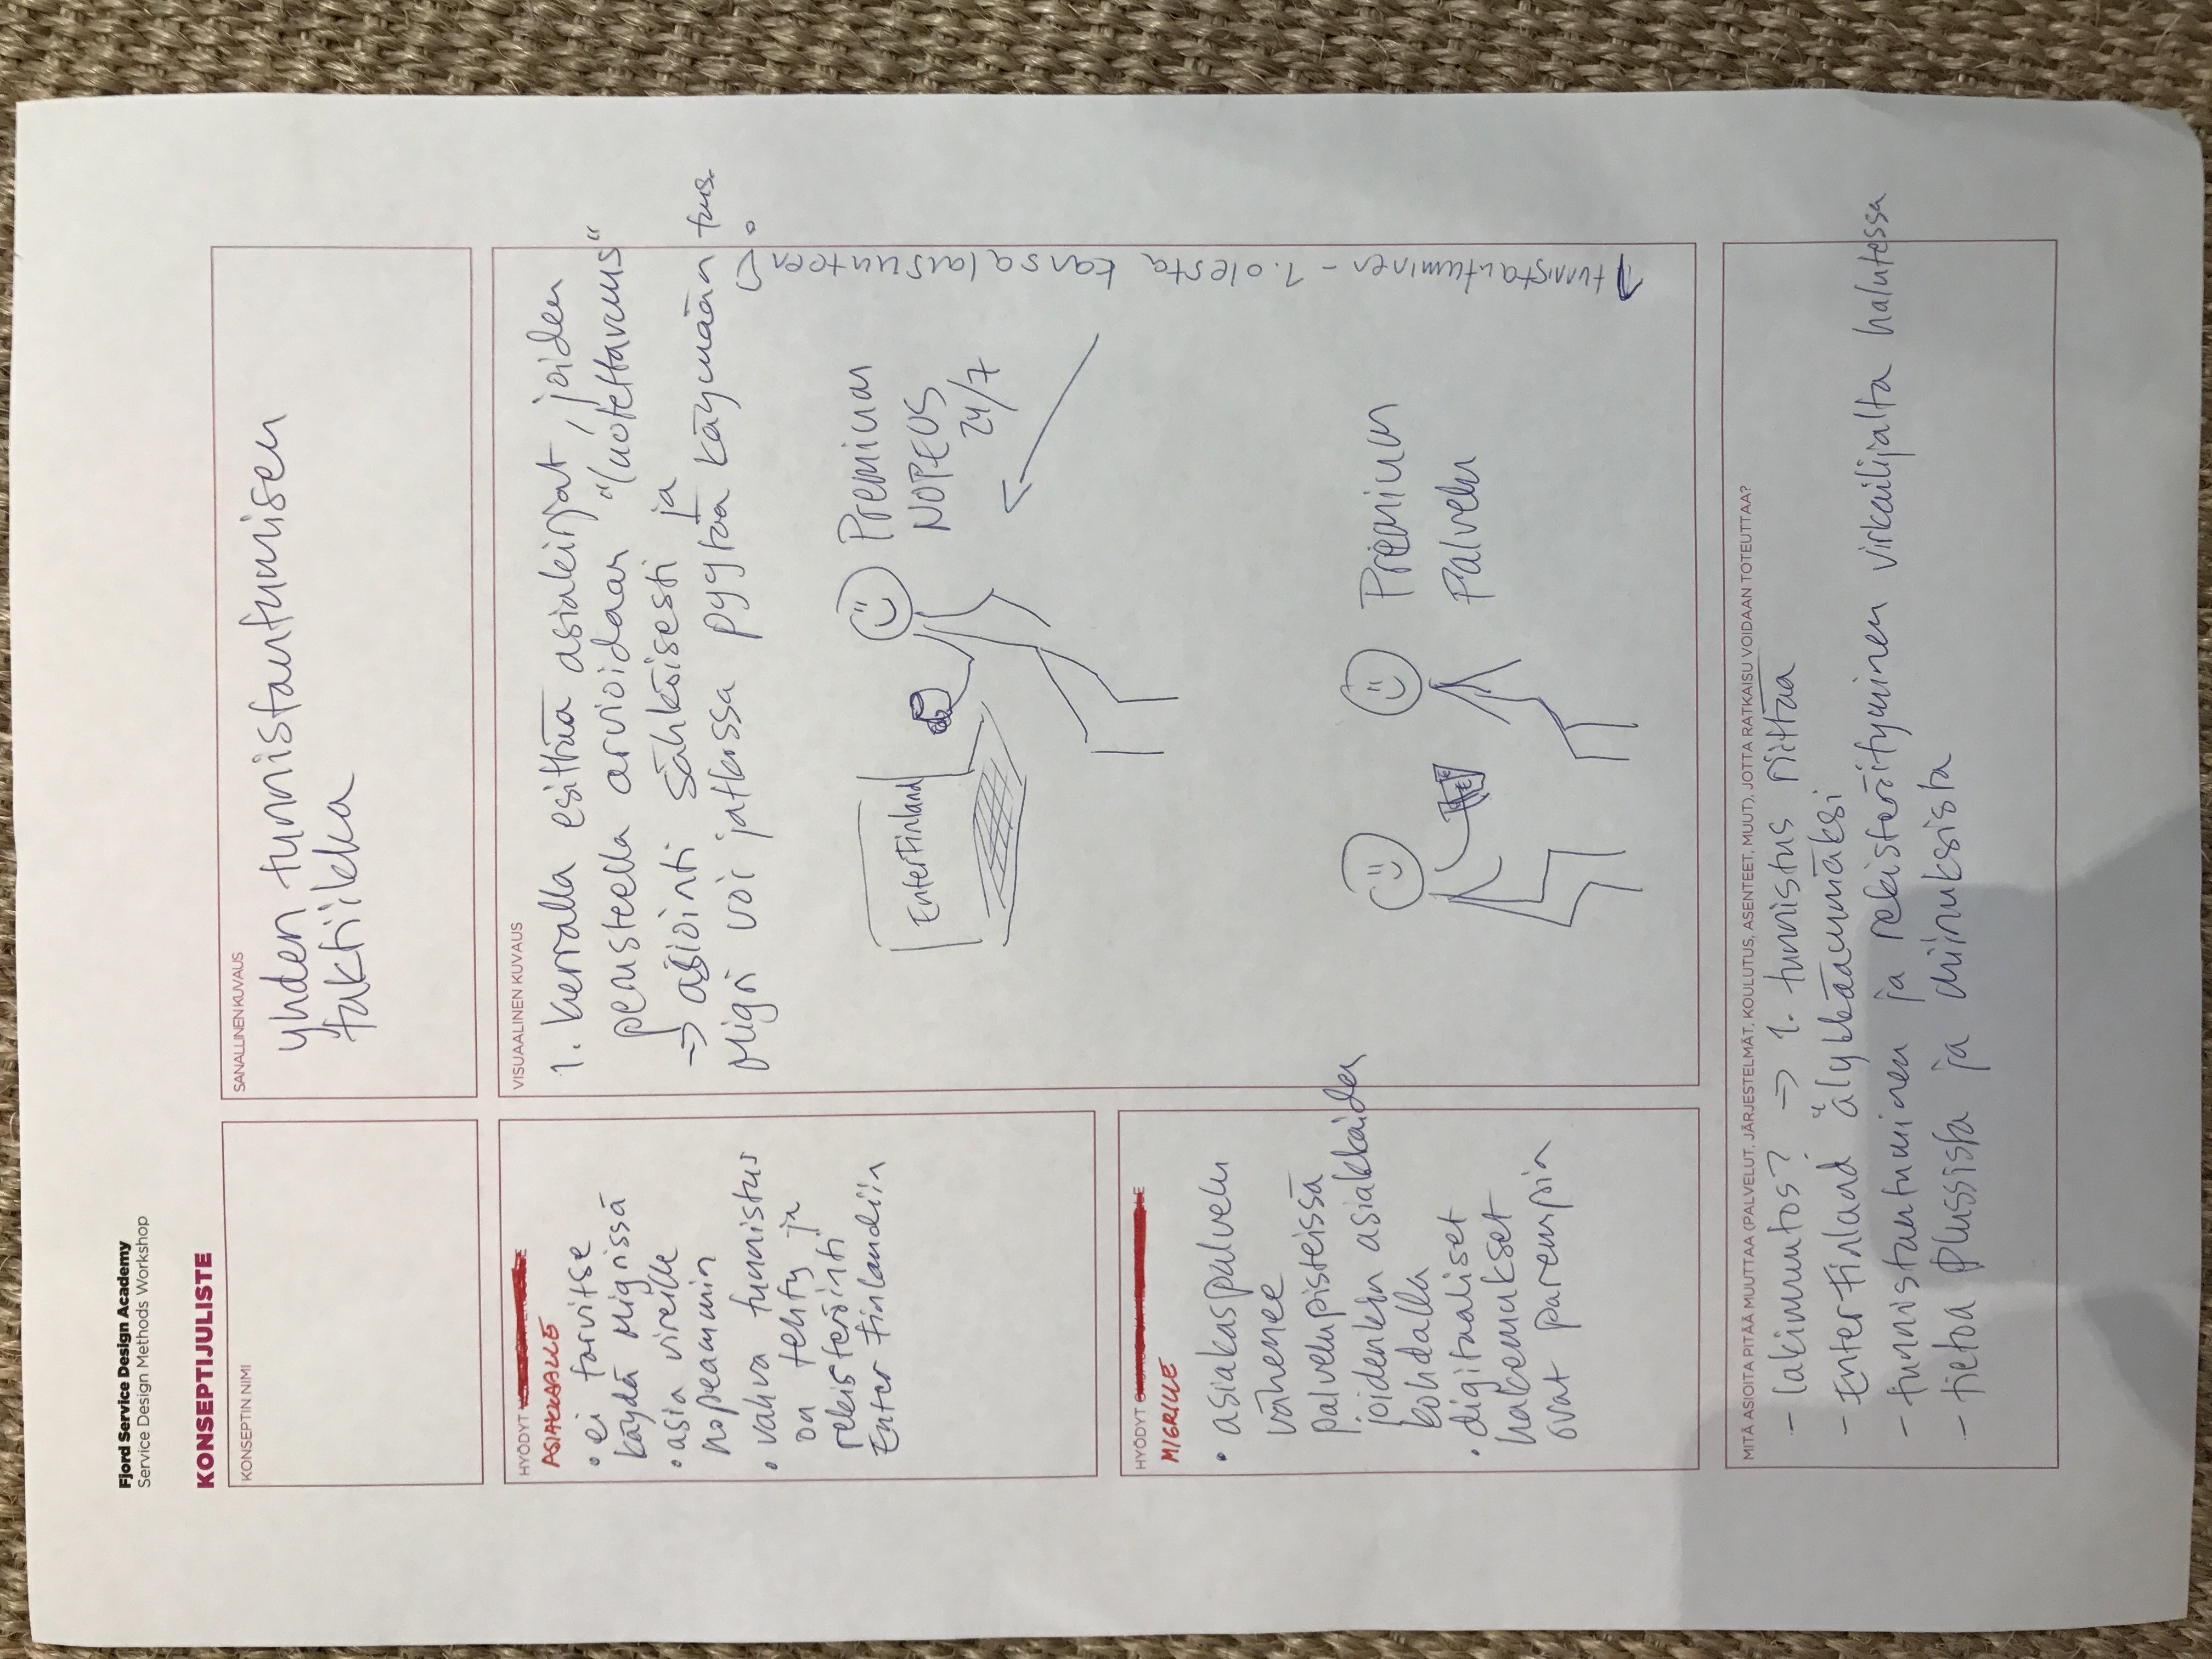 Fjord Service Design Academy
Service Design Methods Workshop
KONSEPTIJULISTE
KONSEPTIN NIMI
SANALLINEN KUVAUS
yhden tunnistautumisen
taktiikka
HYÖDYT
ASIAKKAALLE
• ei tarvitse
käydä Migrissä
• asia vireille
nopeammin
• vahva tunnistus
on tehty ja
rekisteröinti
Enter Finlandiin
VISUAALINEN KUVAUS
1. kerralla esittää asiakirjat, joiden
perusteella arvioidaan "luotettavuus"
-> asiointi sähköisesti ja
Migri voi jatkossa pyytää käymään tms.
EnterFinland
Premium
NOPEUS
24/7
Premium
Palvelu
tunnistautuminen - 1. olesta kansalaisuuteen
HYÖDYT
MIGRILLE
• asiakaspalvelu
vähenee
palvelupisteissä
joidenkin asiakkaiden
kohdalla
• digitaaliset
hakemukset
ovat parempia
MITÄ ASIOITA PITÄÄ MUUTTAA (PALVELUT, JÄRJESTELMÄT, KOULUTUS, ASENTEET, MUUT), JOTTA RATKAISU VOIDAAN TOTEUTTAA?
- lakimuutos? -> 1. tunnistus riittää
- EnterFinland älykkäämmäksi
- tunnistautuminen ja rekisteröityminen virkailijalta halutessa
- tietoa plussista ja miinuksista